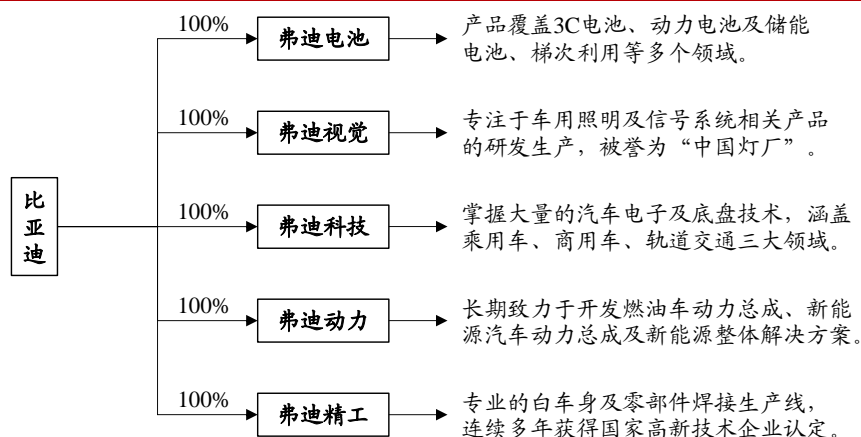 100%
弗迪电池
产品覆盖3C电池、动力电池及储能
电池、梯次利用等多个领域。
100%
弗迪视觉
专注于车用照明及信号系统相关产品
的研发生产，被誉为“中国灯厂”。
比
亚
迪
100%
弗迪科技
掌握大量的汽车电子及底盘技术，涵盖
乘用车、商用车、轨道交通三大领域。
100%
弗迪动力
长期致力于开发燃油车动力总成、新能
源汽车动力总成及新能源整体解决方案。
100%
弗迪精工
专业的白车身及零部件焊接生产线，
连续多年获得国家高新技术企业认定。